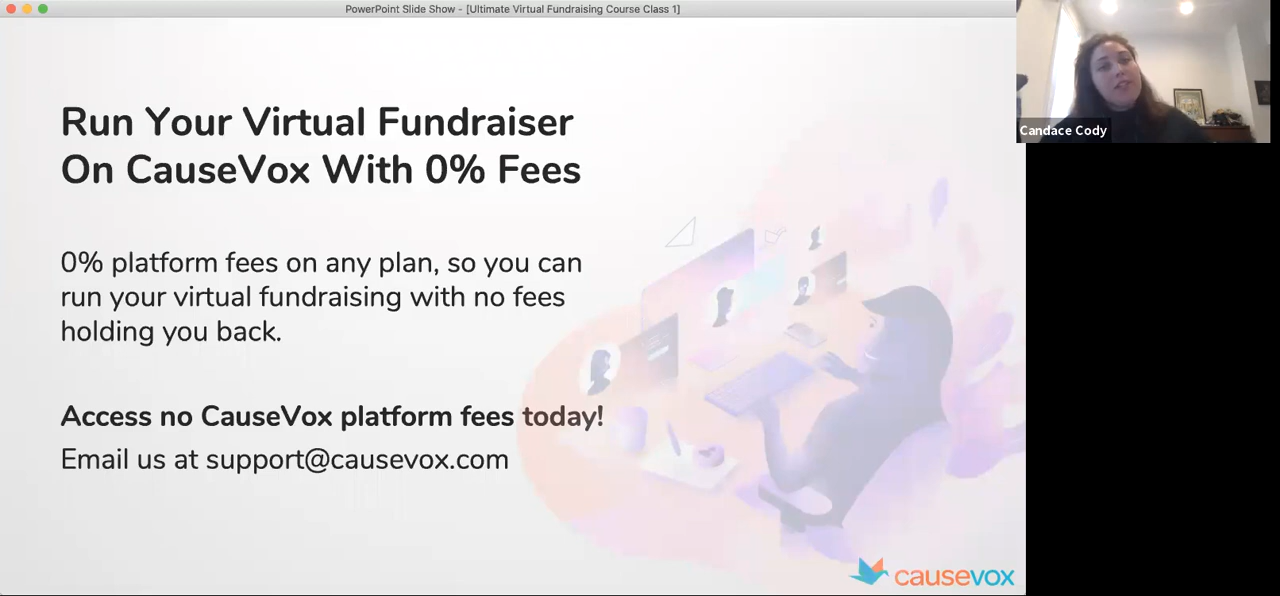 PowerPoint Slide Show - [Ultimate Virtual Fundraising Course Class 1]
Candace Cody
Run Your Virtual Fundraiser
On CauseVox With 0% Fees
0% platform fees on any plan, so you can
run your virtual fundraising with no fees
holding you back.
Access no CauseVox platform fees today!
Email us at support@causevox.com
causevox